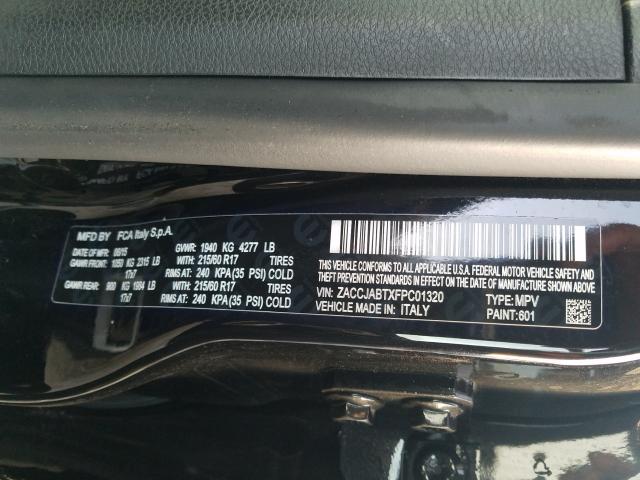 MFD BY FCA Italy S.p.A.
DATE OF MFR: 08/15 GVWR: 1940 KG 4277 LB
GAWR FRONT: 1050 KG 2315 LB 215/60 R17 TIRES
17x7 RIMS AT: 240 KPA(35 PSI) COLD
GAWR REAR: 900 KG 1984 LB 215/60 R17 TIRES
17x7 RIMS AT: 240 KPA(35 PSI) COLD
THIS VEHICLE CONFORMS TO ALL APPLICABLE
U.S.A. FEDERAL MOTOR VEHICLE SAFETY AND
THEFT PREVENTION STANDARDS IN EFFECT ON
THE DATE OF MANUFACTURE SHOWN ABOVE.
VIN: ZACCJABTXFPC01320 TYPE: MPV
VEHICLE MADE IN: ITALY PAINT:601